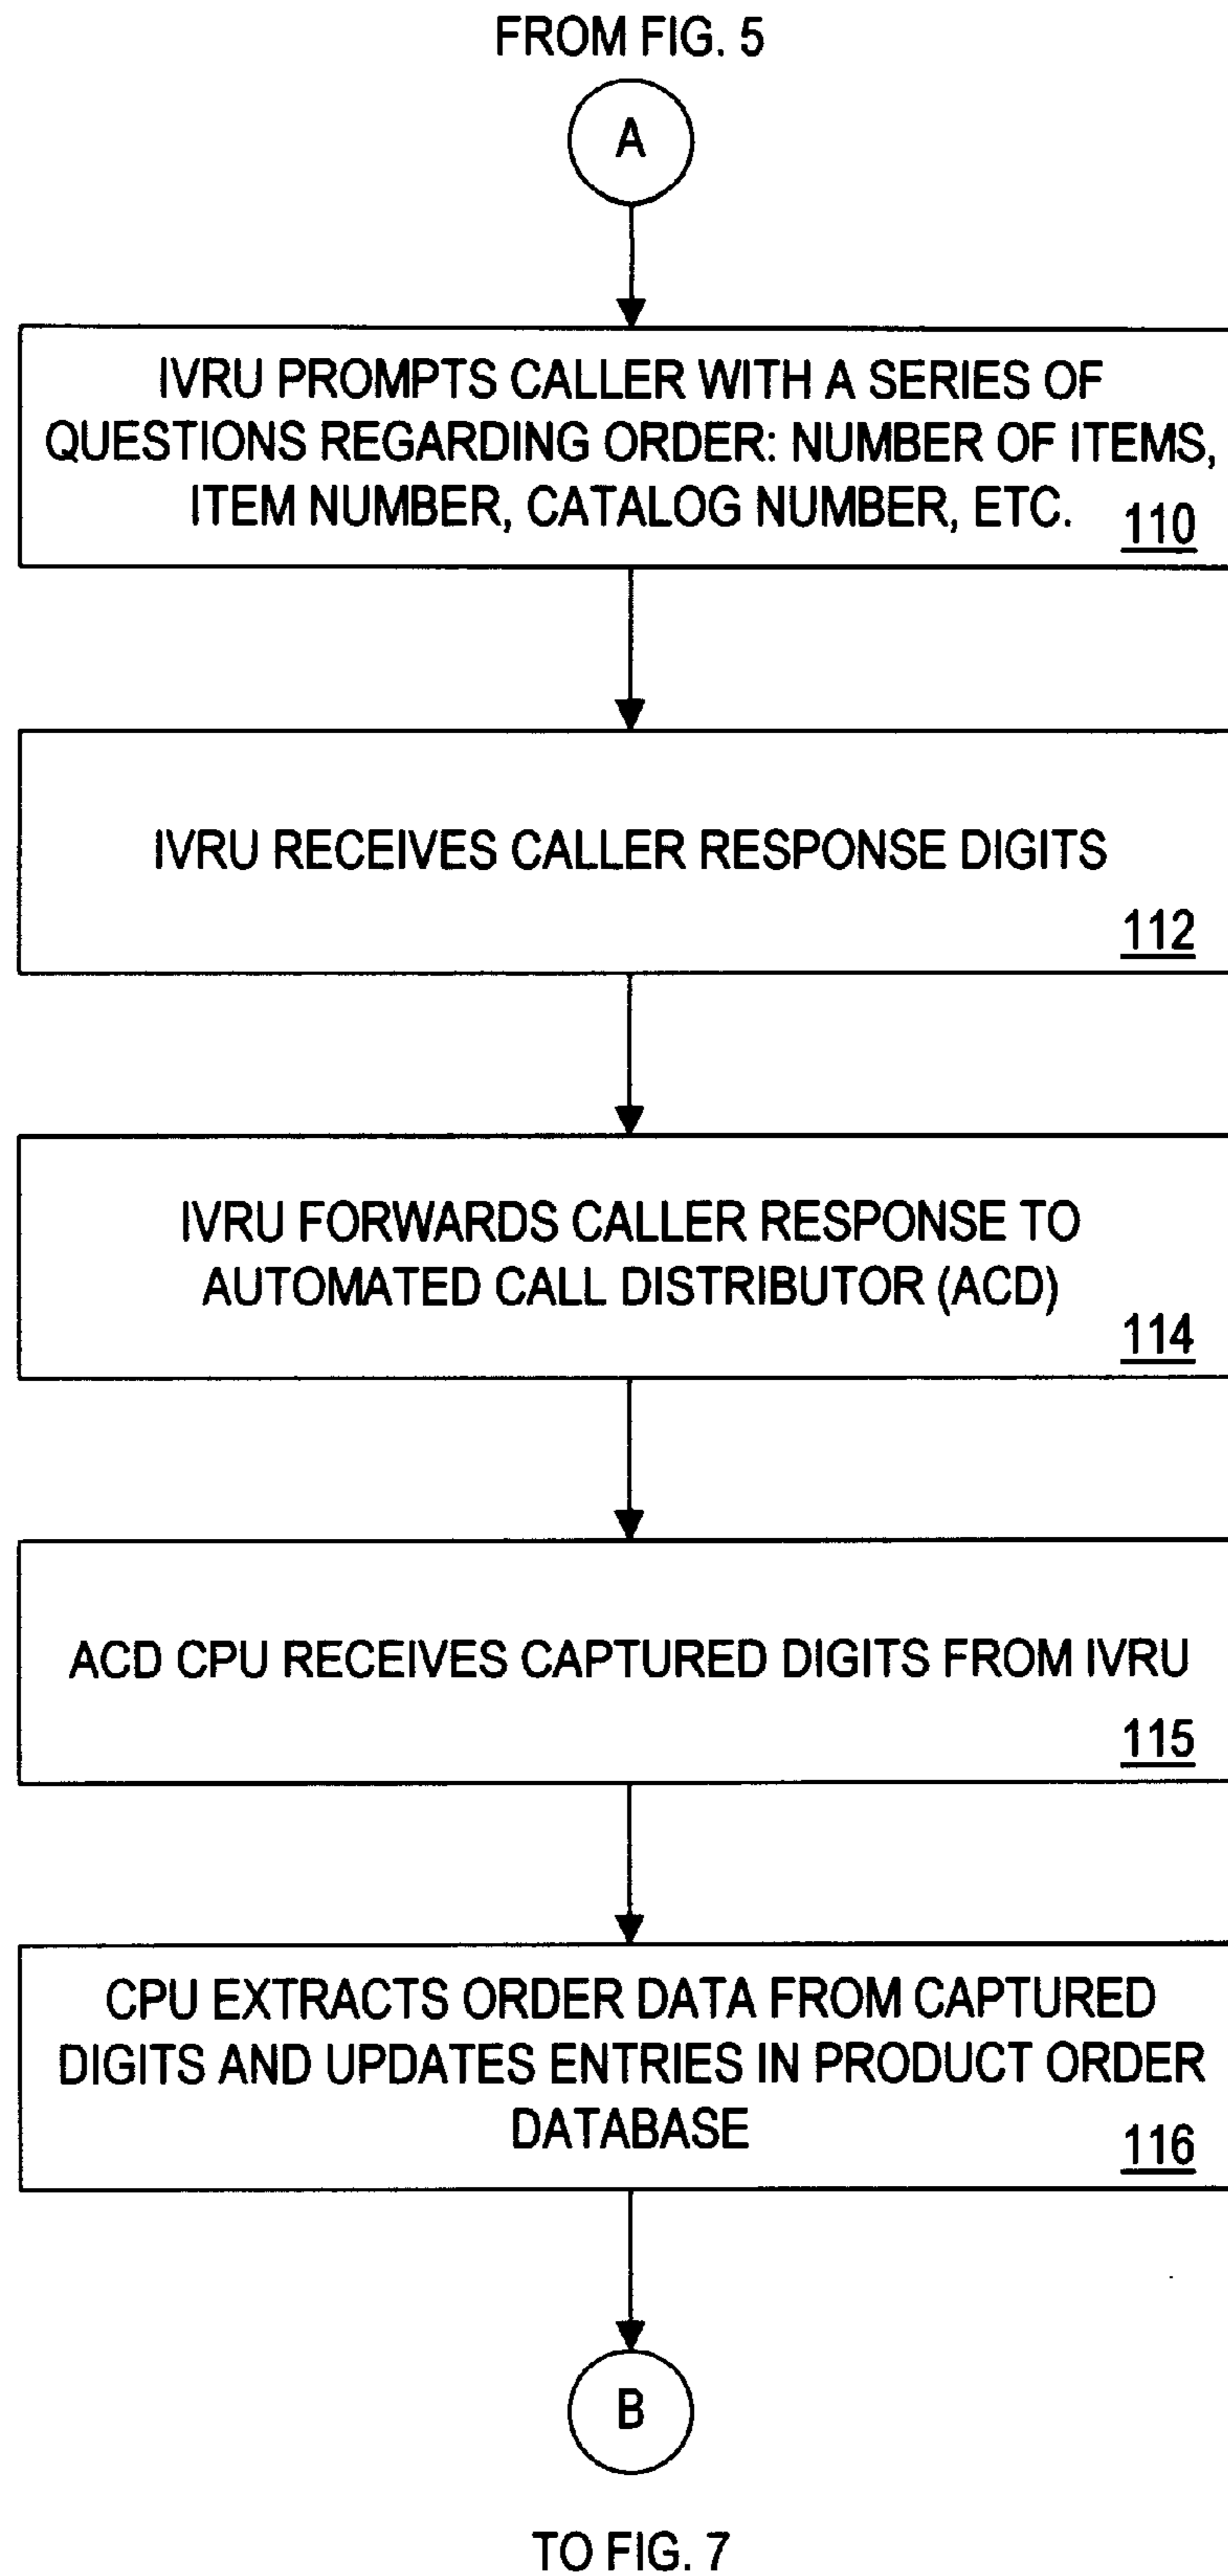 FROM FIG. 5
A
IVRU PROMPTS CALLER WITH A SERIES OF
QUESTIONS REGARDING ORDER: NUMBER OF ITEMS,
ITEM NUMBER, CATALOG NUMBER, ETC.
110
IVRU RECEIVES CALLER RESPONSE DIGITS
112
IVRU FORWARDS CALLER RESPONSE TO
AUTOMATED CALL DISTRIBUTOR (ACD)
114
ACD CPU RECEIVES CAPTURED DIGITS FROM IVRU
115
CPU EXTRACTS ORDER DATA FROM CAPTURED
DIGITS AND UPDATES ENTRIES IN PRODUCT ORDER
DATABASE
116
B
TO FIG. 7